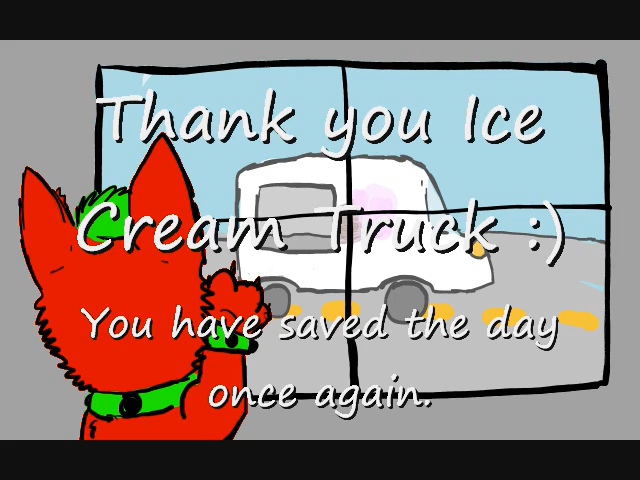 Thank you Ice
Cream Truck :)
You have saved the day
once again.